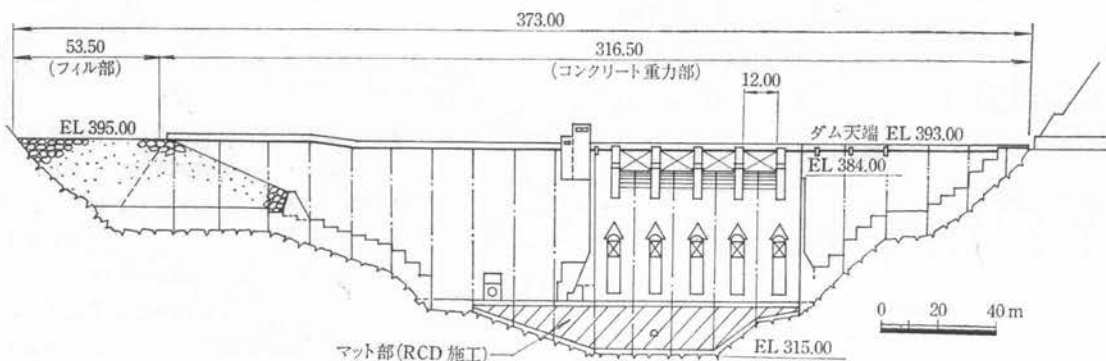 373.00
53.50
(フィル部)
316.50
(コンクリート重力部)
12.00
EL 395.00
ダム天端 EL 393.00
EL 384.00
0 20 40 m
マット部(RCD 施工)
EL 315.00